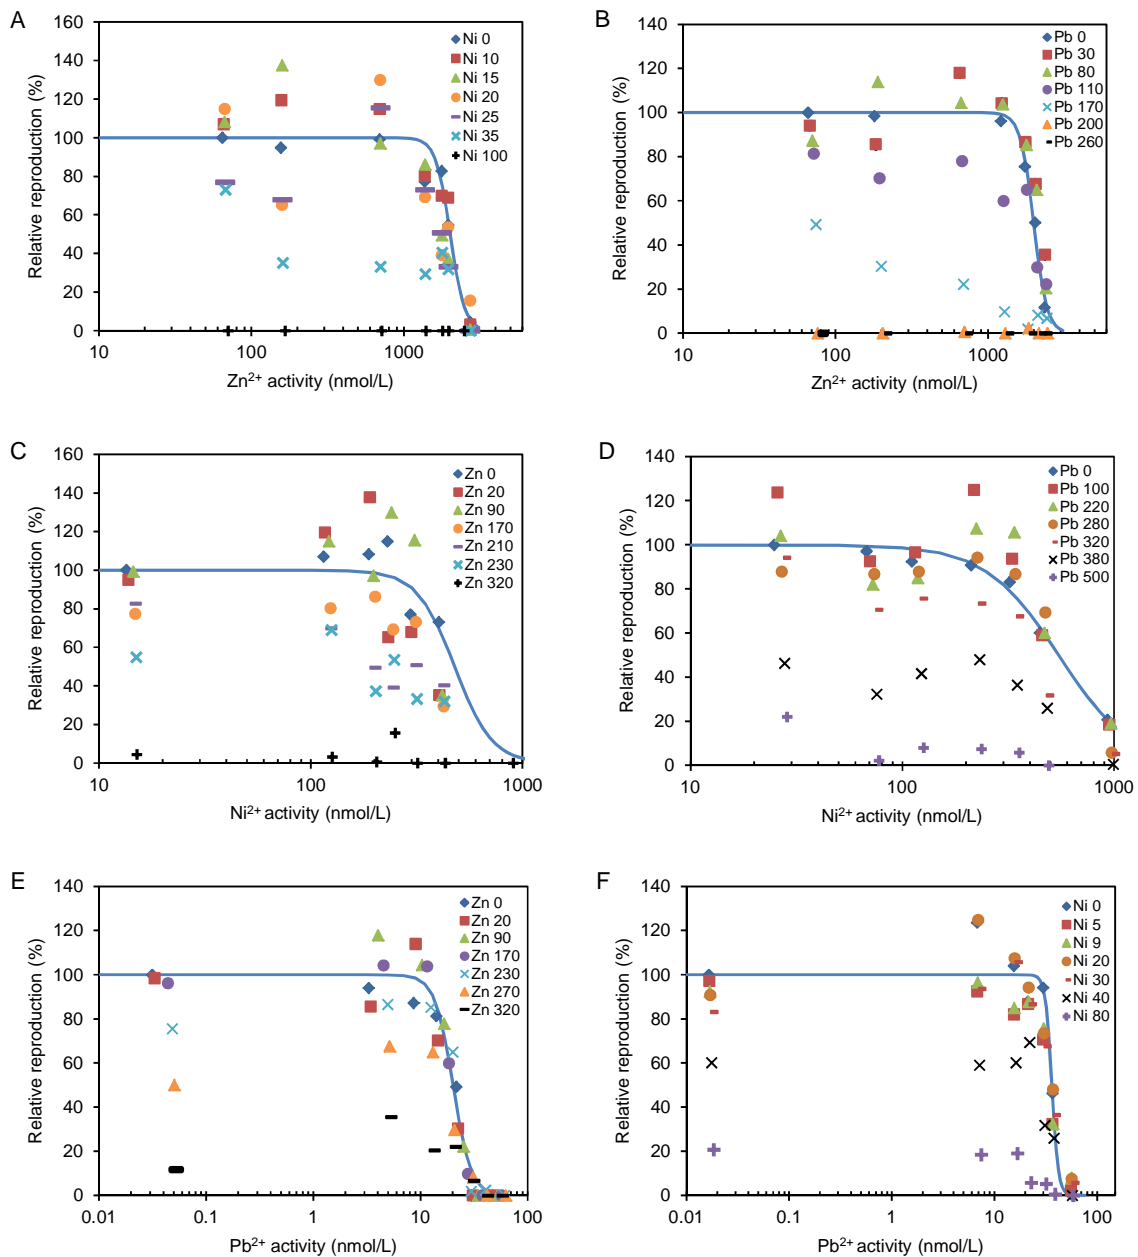 A
Relative reproduction (%)
160
140
120
100
80
60
40
20
0
10
100
1000
Zn²⁺ activity (nmol/L)
Ni 0
Ni 10
Ni 15
Ni 20
Ni 25
Ni 35
Ni 100
B
Relative reproduction (%)
140
120
100
80
60
40
20
0
10
100
1000
Zn²⁺ activity (nmol/L)
Pb 0
Pb 30
Pb 80
Pb 110
Pb 170
Pb 200
Pb 260
C
Relative reproduction (%)
160
140
120
100
80
60
40
20
0
10
100
1000
Ni²⁺ activity (nmol/L)
Zn 0
Zn 20
Zn 90
Zn 170
Zn 210
Zn 230
Zn 320
D
Relative reproduction (%)
140
120
100
80
60
40
20
0
10
100
1000
Ni²⁺ activity (nmol/L)
Pb 0
Pb 100
Pb 220
Pb 280
Pb 320
Pb 380
Pb 500
E
Relative reproduction (%)
140
120
100
80
60
40
20
0
0.01
0.1
1
10
100
Pb²⁺ activity (nmol/L)
Zn 0
Zn 20
Zn 90
Zn 170
Zn 230
Zn 270
Zn 320
F
Relative reproduction (%)
140
120
100
80
60
40
20
0
0.01
0.1
1
10
100
Pb²⁺ activity (nmol/L)
Ni 0
Ni 5
Ni 9
Ni 20
Ni 30
Ni 40
Ni 80